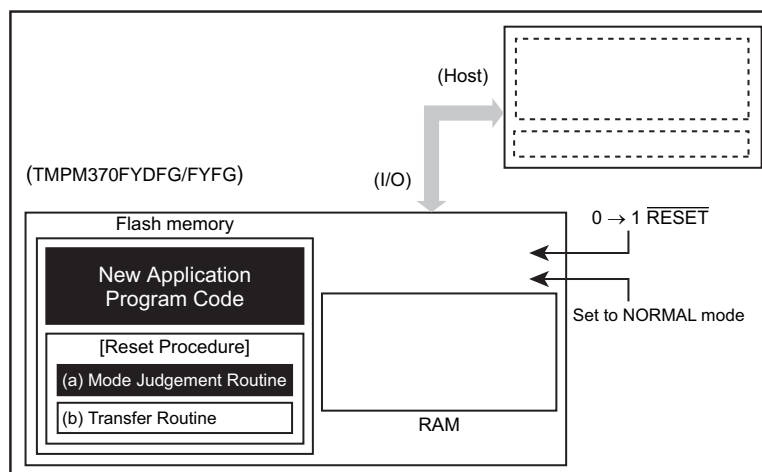 (Host)
(TMPM370FYDFG/FYFG)
(I/O)
Flash memory
0 → 1 RESET
New Application
Program Code
Set to NORMAL mode
[Reset Procedure]
(a) Mode Judgement Routine
(b) Transfer Routine
RAM